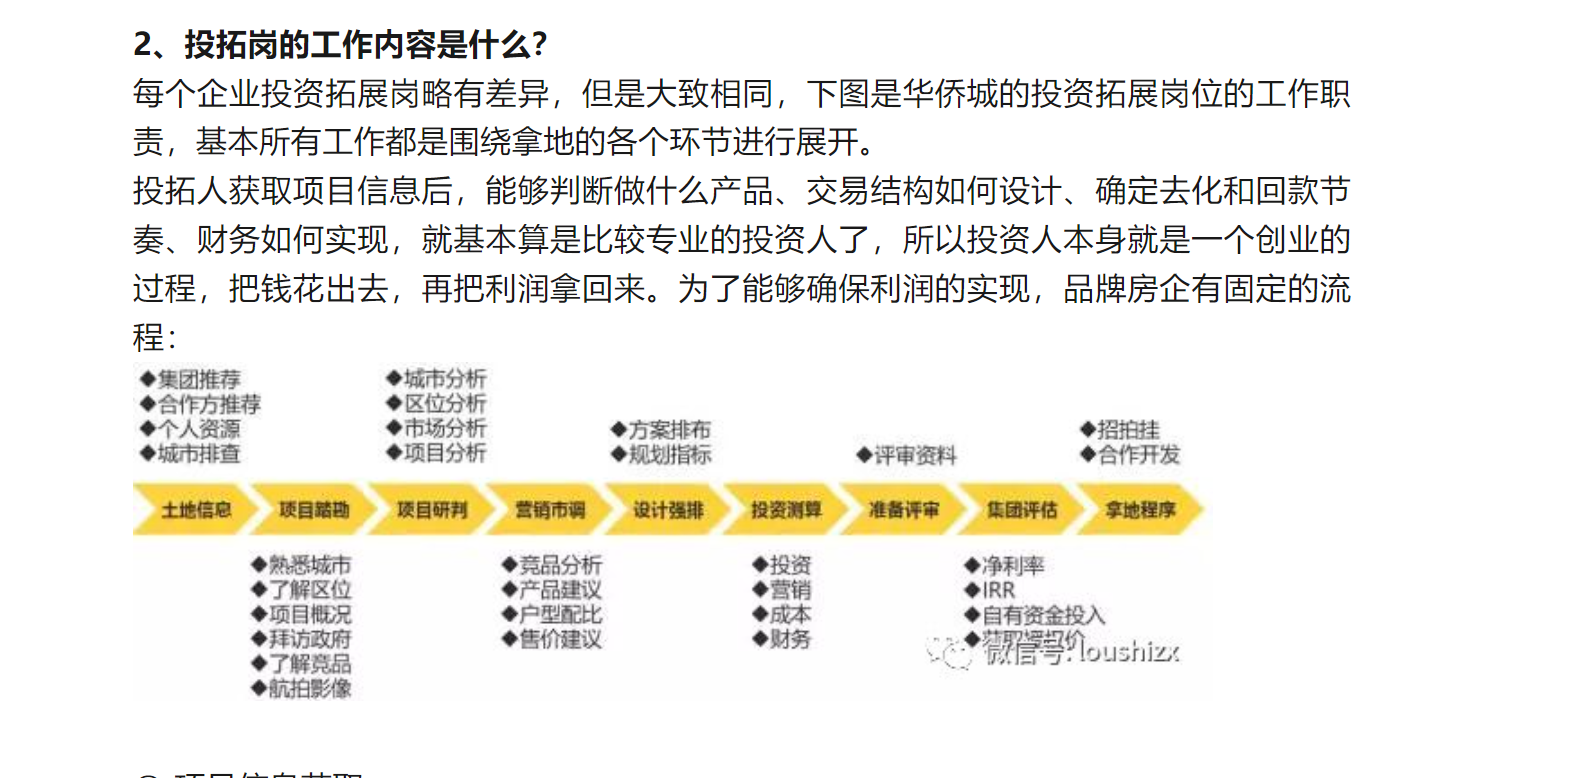 2、投拓岗的工作内容是什么？
每个企业投资拓展岗略有差异，但是大致相同，下图是华侨城的投资拓展岗位的工作职
责，基本所有工作都是围绕拿地的各个环节进行展开。
投拓人获取项目信息后，能够判断做什么产品、交易结构如何设计、确定去化和回款节
奏、财务如何实现，就基本算是比较专业的投资人了，所以投资人本身就是一个创业的
过程，把钱花出去，再把利润拿回来。为了能够确保利润的实现，品牌房企有固定的流
程：
◆集团推荐
◆合作方推荐
◆个人资源
◆城市排查
◆城市分析
◆区位分析
◆市场分析
◆项目分析
◆方案排布
◆规划指标
◆评审资料
◆招拍挂
◆合作开发
土地信息 项目踏勘 项目研判 营销市调 设计强排 投资测算 准备评审 集团评估 拿地程序
◆熟悉城市
◆了解区位
◆项目概况
◆拜访政府
◆了解竞品
◆航拍影像
◆竞品分析
◆产品建议
◆户型配比
◆售价建议
◆投资
◆营销
◆成本
◆财务
◆净利率
◆IRR
◆自有资金投入
微信号: loushizx